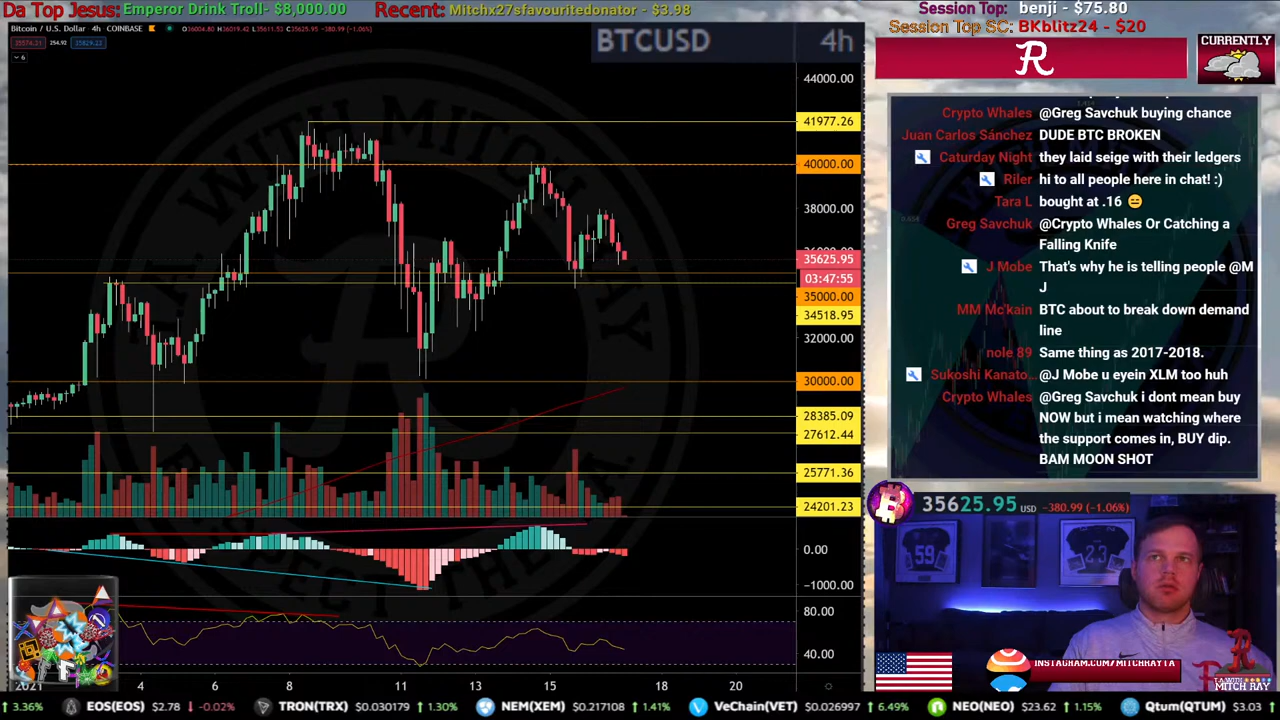 Da Top Jesus: Emperor Drink Troll- $8,000.00
Recent: Mitchx27sfavouritedonator - $3.98
Session Top: benji - $75.80
Session Top SC: BKblitz24 - $20
Bitcoin / U.S. Dollar 4h COINBASE
BTCUSD 4h
R
CURRENTLY
6
44000.00
41977.26
40000.00
38000.00
36000.00
35625.95
03:47:55
35000.00
34518.95
32000.00
30000.00
28385.09
27612.44
25771.36
24201.23
0.00
−1000.00
80.00
40.00
2021 4 6 8 11 13 15 18 20
Crypto Whales @Greg Savchuk buying chance
Juan Carlos Sánchez DUDE BTC BROKEN
Caturday Night they laid seige with their ledgers
Riler hi to all people here in chat! :)
Tara L bought at .16 😑
Greg Savchuk @Crypto Whales Or Catching a
Falling Knife
J Mobe That's why he is telling people @M
J
MM Mc'kain BTC about to break down demand
line
nole 89 Same thing as 2017-2018.
Sukoshi Kanato... @J Mobe u eyein XLM too huh
Crypto Whales @Greg Savchuk i dont mean buy
NOW but i mean watching where
the support comes in, BUY dip.
BAM MOON SHOT
35625.95 USD −380.99 (−1.06%)
59
23
INSTAGRAM.COM/MITCHRAYTA
T.A. WITH MITCH RAY
3.36% EOS(EOS) $2.78 -0.02% TRON(TRX) $0.030179 1.30% NEM(XEM) $0.217108 1.41% VeChain(VET) $0.026997 6.49% NEO(NEO) $23.62 1.15% Qtum(QTUM) $3.03